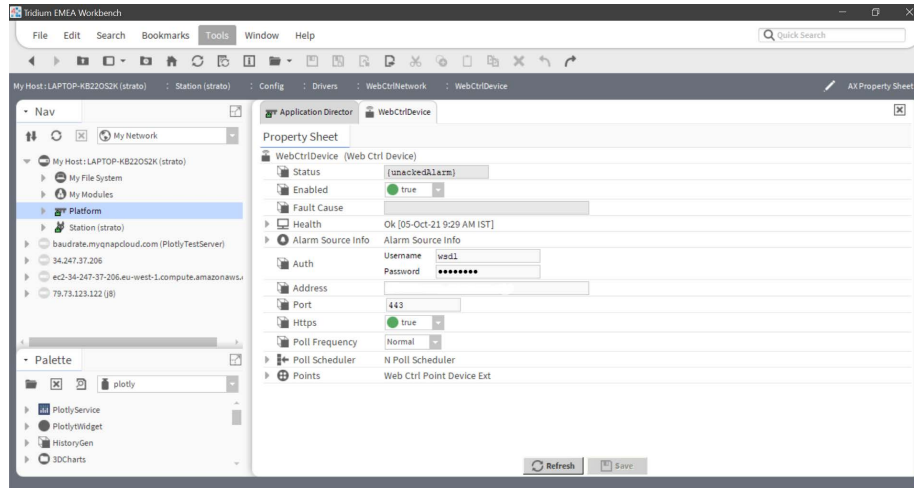 Tridium EMEA Workbench
File Edit Search Bookmarks Tools Window Help
Quick Search
My Host : LAPTOP-KB22OS2K (strato) : Station (strato) : Config : Drivers : WebCtrlNetwork : WebCtrlDevice
AX Property Sheet
Nav
My Network
My Host : LAPTOP-KB22OS2K (strato)
My File System
My Modules
Platform
Station (strato)
baudrate.myqnapcloud.com (PlotlyTestServer)
34.247.37.206
ec2-34-247-37-206.eu-west-1.compute.amazonaws.
79.73.123.122 (j8)
Palette
plotly
PlotlyService
PlotlytWidget
HistoryGen
3DCharts
Application Director
WebCtrlDevice
Property Sheet
WebCtrlDevice (Web Ctrl Device)
Status {unackedAlarm}
Enabled true
Fault Cause
Health Ok [05-Oct-21 9:29 AM IST]
Alarm Source Info Alarm Source Info
Auth Username wsdl
Password ••••••••
Address
Port 443
Https true
Poll Frequency Normal
Poll Scheduler N Poll Scheduler
Points Web Ctrl Point Device Ext
Refresh Save